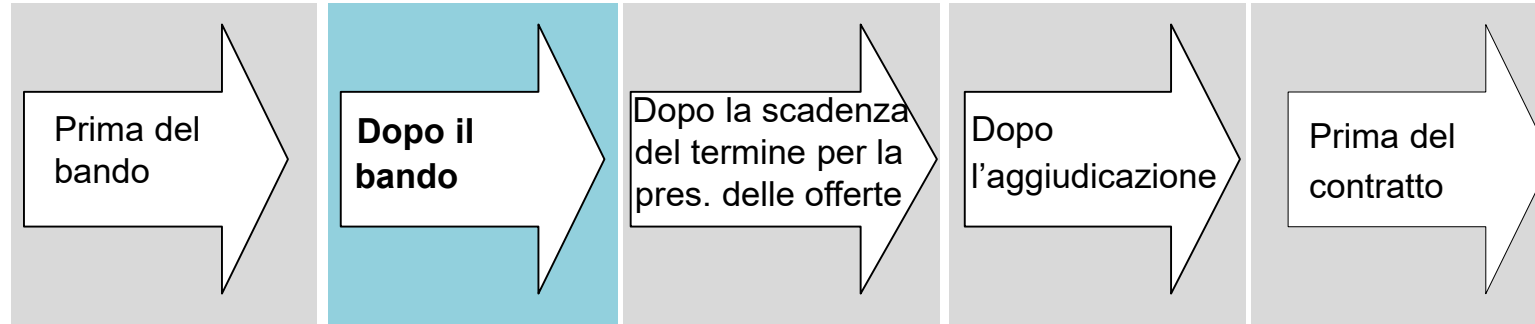 Prima del
bando
Dopo il
bando
Dopo la scadenza
del termine per la
pres. delle offerte
Dopo
l’aggiudicazione
Prima del
contratto